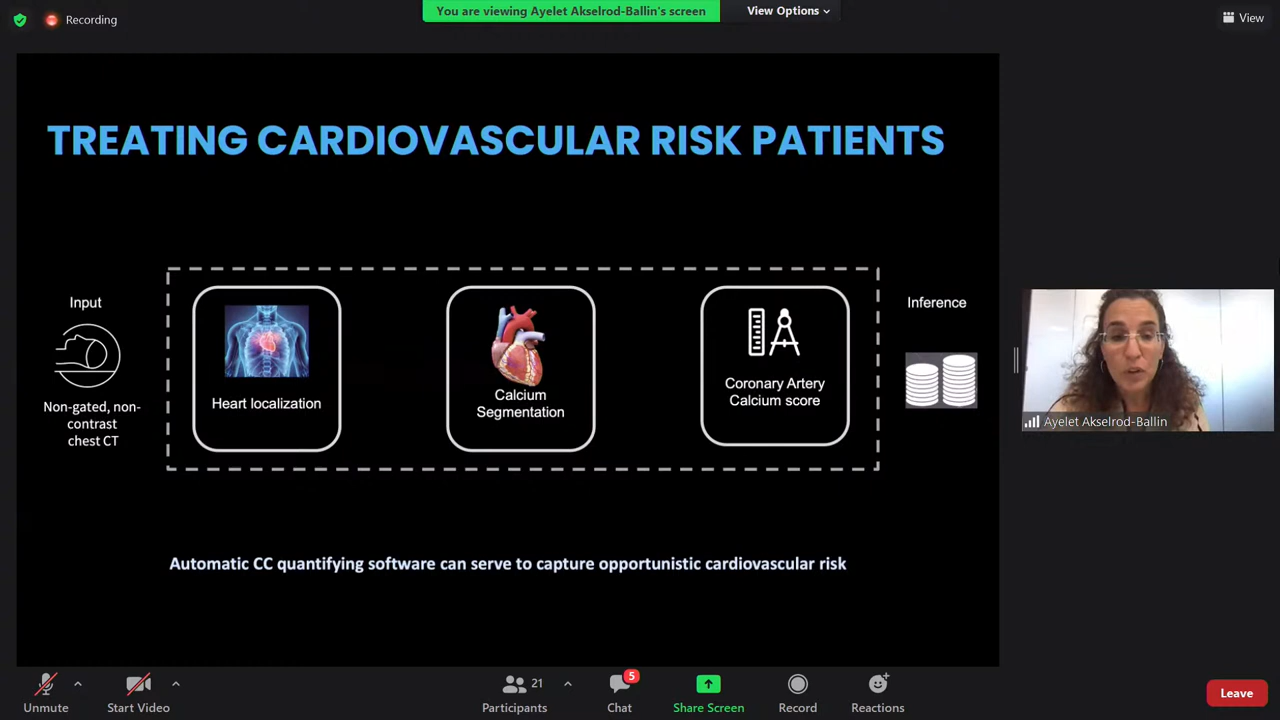 Recording
You are viewing Ayelet Akselrod-Ballin's screen
View Options
View
TREATING CARDIOVASCULAR RISK PATIENTS
Input
Non-gated, non-
contrast
chest CT
Heart localization
Calcium
Segmentation
Coronary Artery
Calcium score
Inference
Ayelet Akselrod-Ballin
Automatic CC quantifying software can serve to capture opportunistic cardiovascular risk
Unmute
Start Video
21
Participants
5
Chat
Share Screen
Record
Reactions
Leave